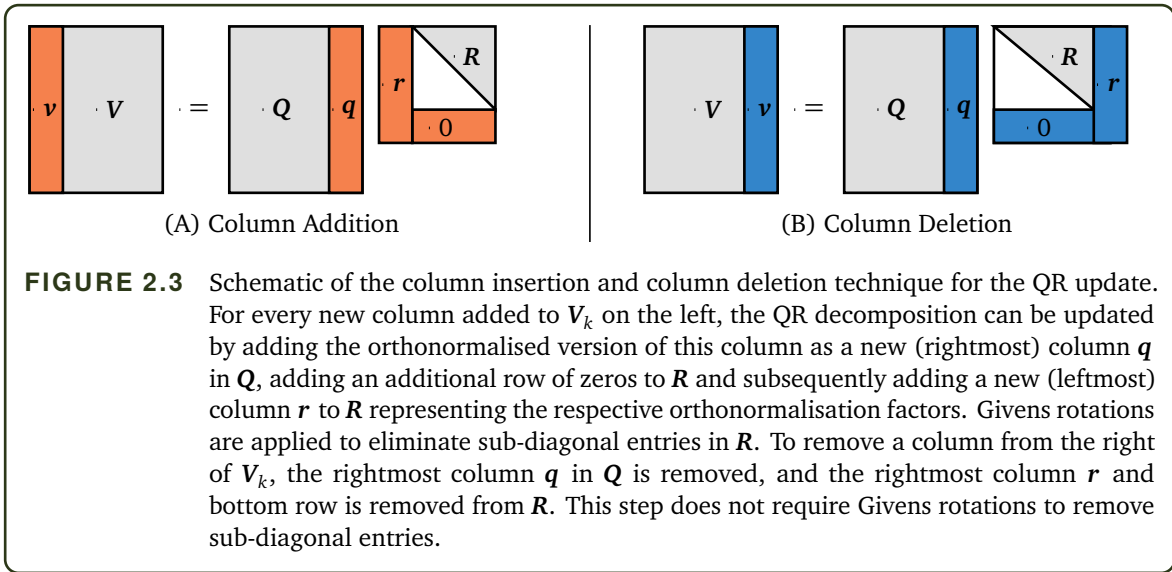 v V = Q q r R 0
V v = Q q R r 0
(A) Column Addition
(B) Column Deletion
FIGURE 2.3 Schematic of the column insertion and column deletion technique for the QR update.
For every new column added to Vₖ on the left, the QR decomposition can be updated
by adding the orthonormalised version of this column as a new (rightmost) column q
in Q, adding an additional row of zeros to R and subsequently adding a new (leftmost)
column r to R representing the respective orthonormalisation factors. Givens rotations
are applied to eliminate sub-diagonal entries in R. To remove a column from the right
of Vₖ, the rightmost column q in Q is removed, and the rightmost column r and
bottom row is removed from R. This step does not require Givens rotations to remove
sub-diagonal entries.